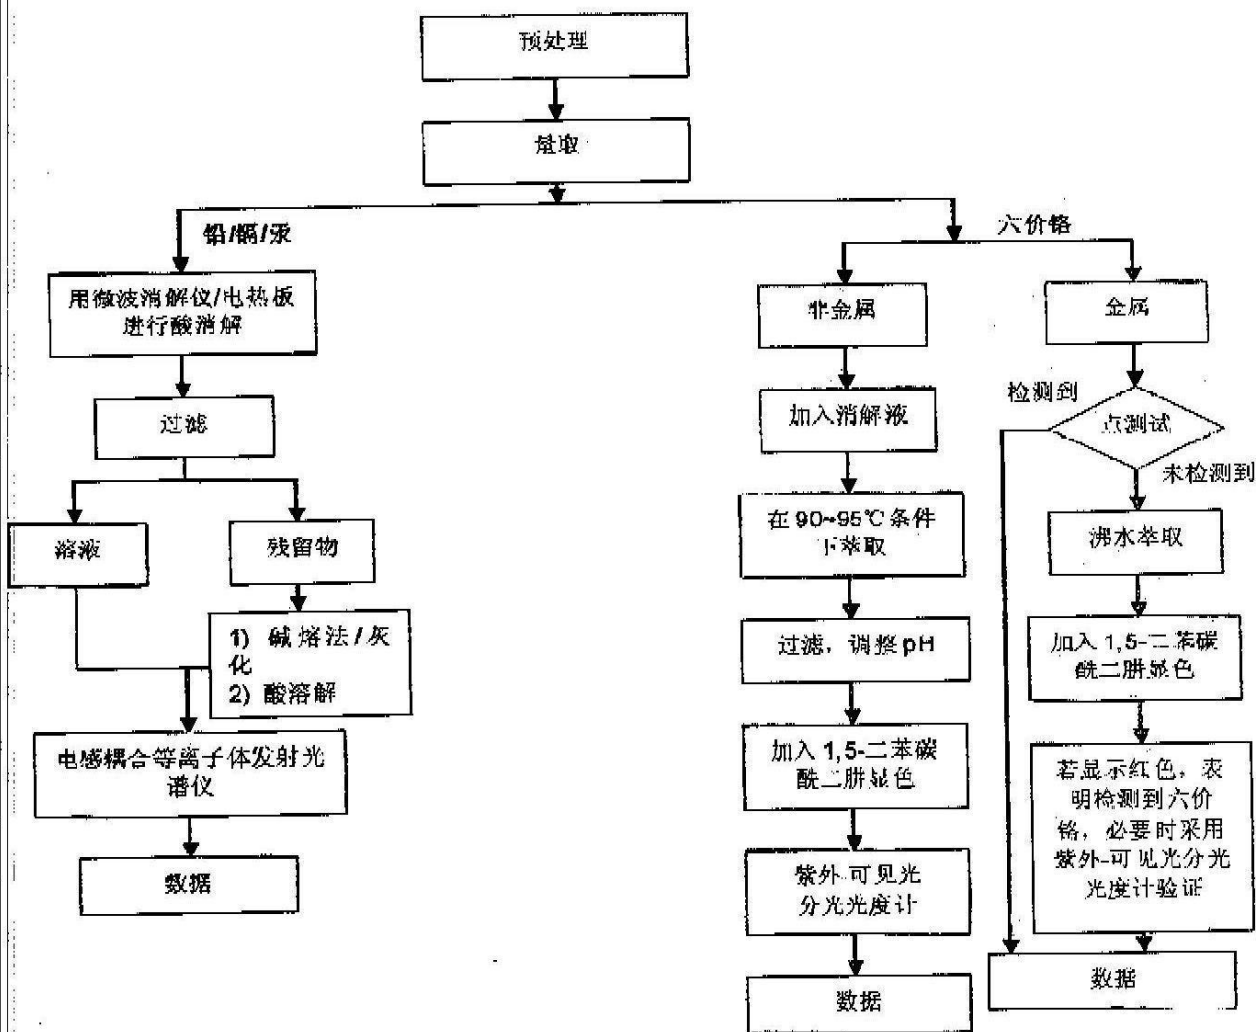 预处理
量取
铅/镉/汞
六价铬
用微波消解仪/电热板
进行酸消解
过滤
溶液
残留物
1) 碱熔法/灰
化
2) 酸溶解
电感耦合等离子体发射光
谱仪
数据
非金属
加入消解液
在90~95℃条件
下萃取
过滤，调整pH
加入1,5-二苯碳
酰二肼显色
紫外-可见光
分光光度计
数据
金属
检测到
点测试
未检测到
沸水萃取
加入1,5-二苯碳
酰二肼显色
若显示红色，表
明检测到六价
铬，必要时采用
紫外-可见光分光
光度计验证
数据